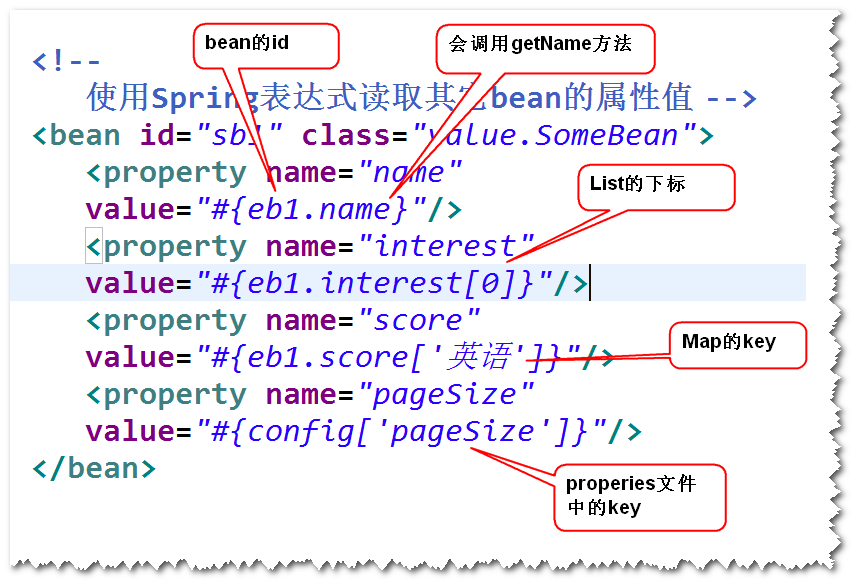 bean的id
会调用getName方法
<!--
使用Spring表达式读取其它bean的属性值 -->
<bean id="sb1" class="value.SomeBean">
<property name="name"
List的下标
value="#{eb1.name}"/>
<property name="interest"
value="#{eb1.interest[0]}"/>
<property name="score"
Map的key
value="#{eb1.score['英语']}"/>
<property name="pageSize"
value="#{config['pageSize']}"/>
</bean>
properies文件
中的key